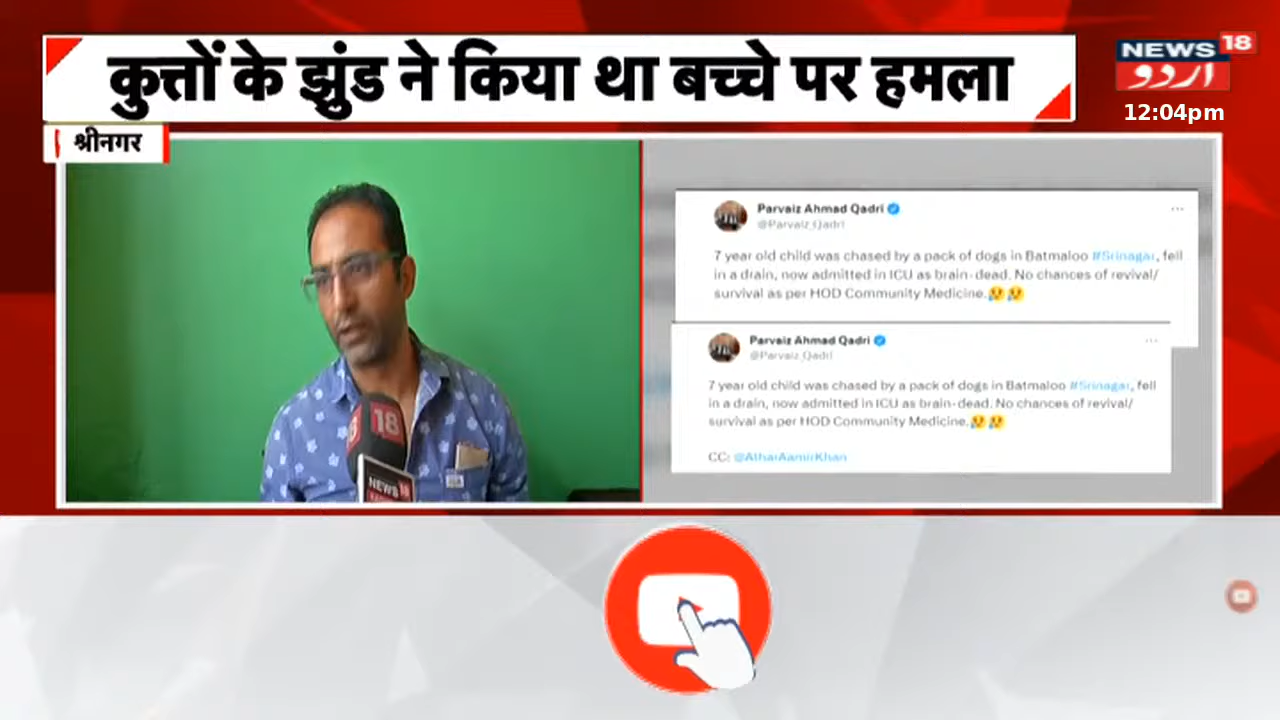 कुत्तों के झुंड ने किया था बच्चे पर हमला
NEWS 18
اردو
12:04pm
श्रीनगर
Parvaiz Ahmad Qadri
@Parvaiz_Qadri
7 year old child was chased by a pack of dogs in Batmaloo #Srinagar, fell
in a drain, now admitted in ICU as brain-dead. No chances of revival/
survival as per HOD Community Medicine.😢😢
Parvaiz Ahmad Qadri
@Parvaiz_Qadri
7 year old child was chased by a pack of dogs in Batmaloo #Srinagar, fell
in a drain, now admitted in ICU as brain-dead. No chances of revival/
survival as per HOD Community Medicine.😢😢
CC: @AtharAamirKhan
18
NEWS 18